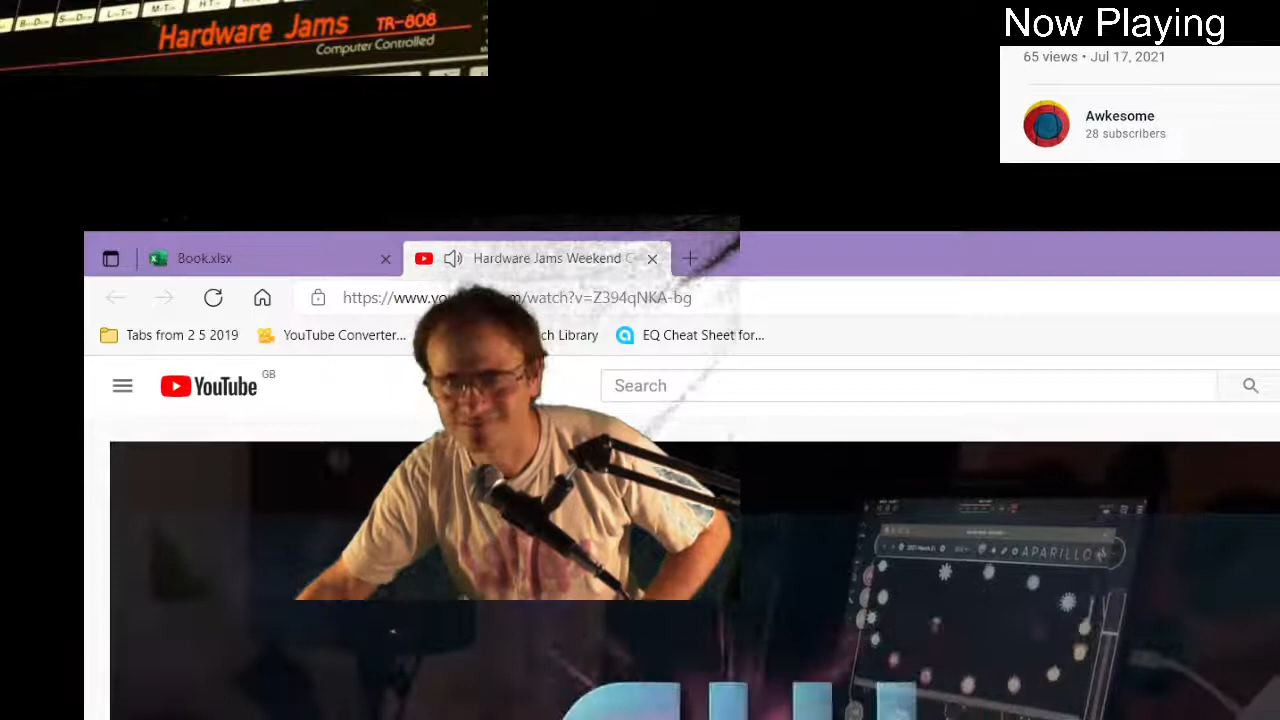 Hardware Jams TR-808
Computer Controlled
Now Playing
65 views • Jul 17, 2021
Awkesome
28 subscribers
Book.xlsx
Hardware Jams Weekend C
https://www.yo m/watch?v=Z394qNKA-bg
Tabs from 2 5 2019
YouTube Converter...
ch Library
EQ Cheat Sheet for...
YouTube GB
Search
APARILLO